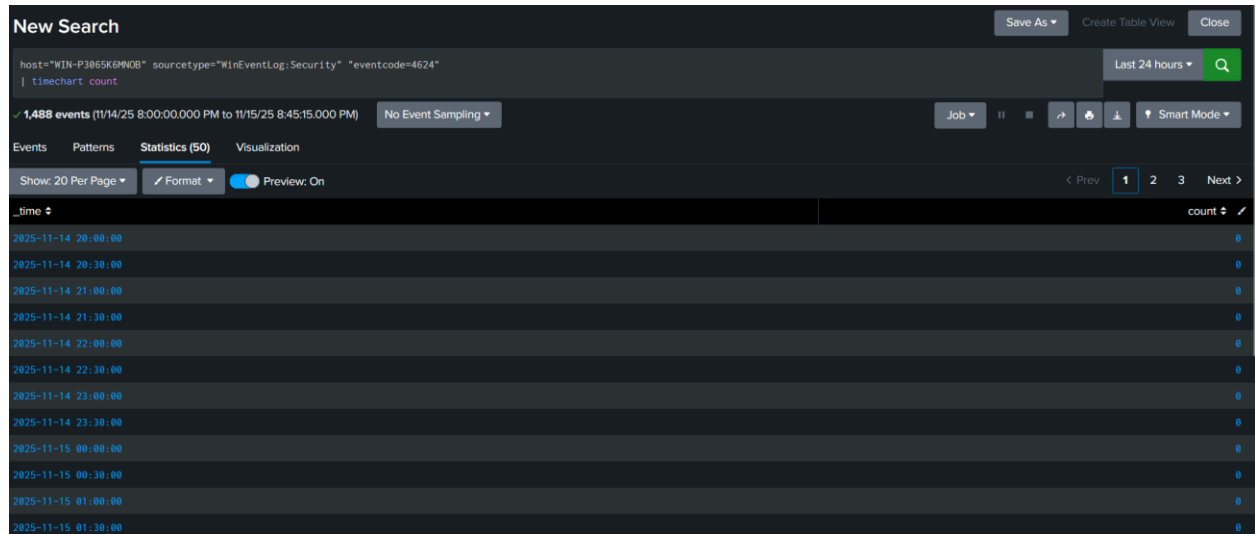 New Search
Save As
Create Table View
Close
host="WIN-P3065K6MNOB" sourcetype="WinEventLog:Security" "eventcode=4624"
| timechart count
Last 24 hours
1,488 events (11/14/25 8:00:00.000 PM to 11/15/25 8:45:15.000 PM)
No Event Sampling
Job
Smart Mode
Events Patterns Statistics (50) Visualization
Show: 20 Per Page
Format
Preview: On
< Prev 1 2 3 Next >
_time count
2025-11-14 20:00:00 0
2025-11-14 20:30:00 0
2025-11-14 21:00:00 0
2025-11-14 21:30:00 0
2025-11-14 22:00:00 0
2025-11-14 22:30:00 0
2025-11-14 23:00:00 0
2025-11-14 23:30:00 0
2025-11-15 00:00:00 0
2025-11-15 00:30:00 0
2025-11-15 01:00:00 0
2025-11-15 01:30:00 0